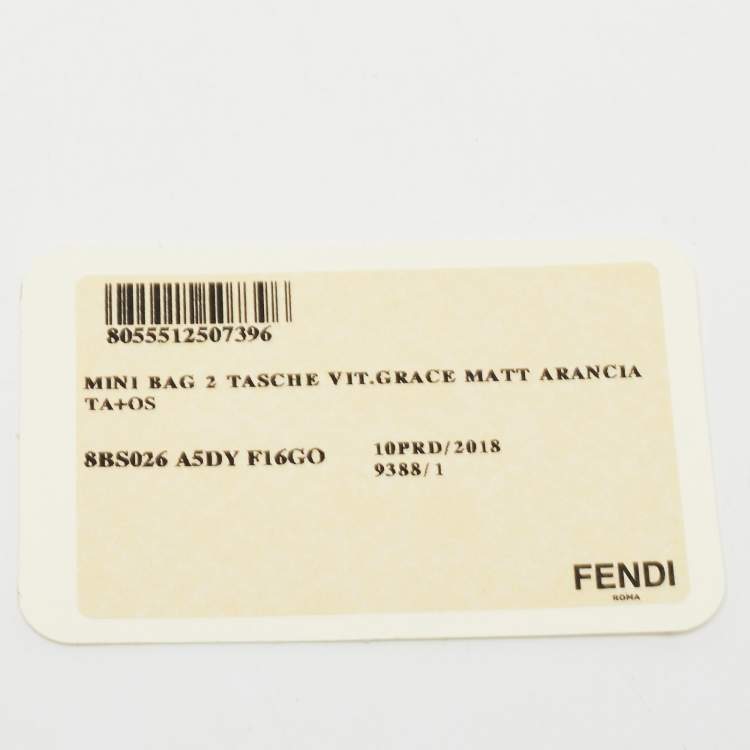 8055512507396
MINI BAG 2 TASCHE VIT.GRACE MATT ARANCIA
TA+OS
8BS026 A5DY F16GO
10PRD/2018
9388/1
FENDI
ROMA